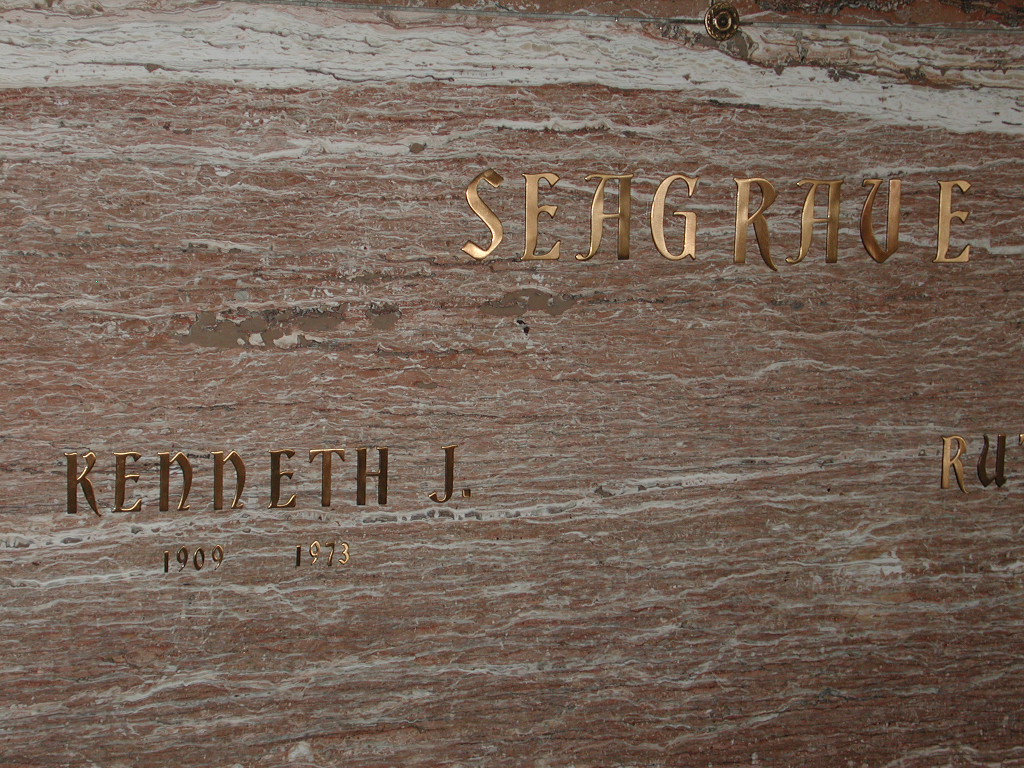 SEAGRAVE
KENNETH J.
1909 1973